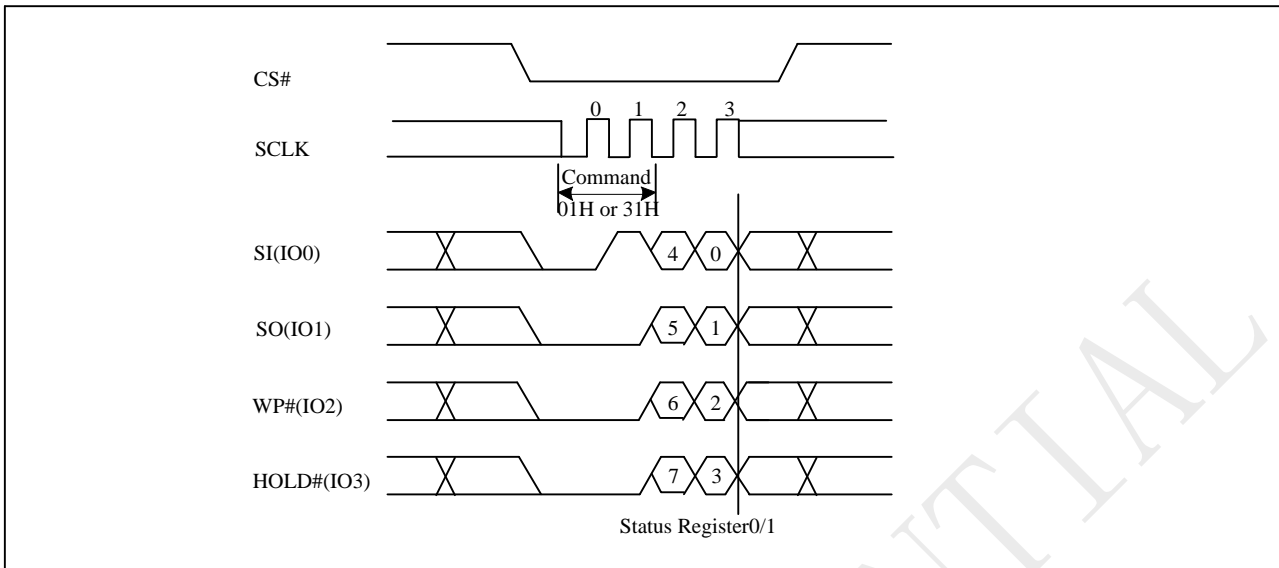 CS#
0 1 2 3
SCLK
Command
01H or 31H
SI(IO0) 4 0
SO(IO1) 5 1
WP#(IO2) 6 2
HOLD#(IO3) 7 3
Status Register0/1
NTIAL